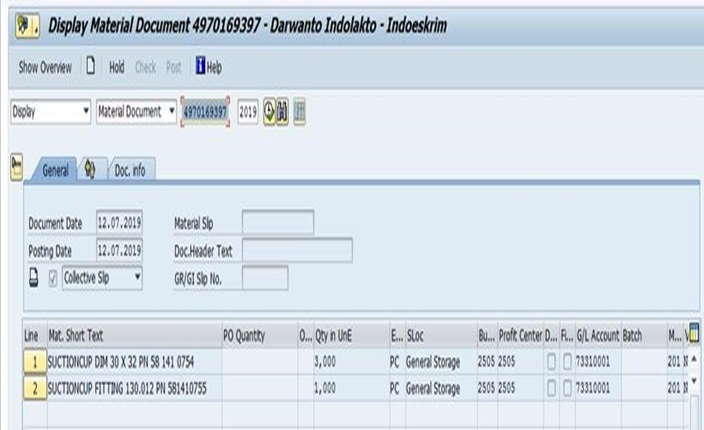 Display Material Document 4970169397 - Darwanto Indolakto - Indoeskrim
Show Overview Hold Check Post Help
Display Material Document 4970169397 2019
General Doc. info
Document Date 12.07.2019 Material Slip
Posting Date 12.07.2019 Doc.Header Text
Collective Slip GR/GI Slip No.
Line Mat. Short Text PO Quantity O... Qty in UnE E... SLoc Bu... Profit Center D... Fi... G/L Account Batch M...
1 SUCTIONCUP DIM 30 X 32 PN 58 141 0754 3,000 PC General Storage 2505 2505 73310001 201
2 SUCTIONCUP FITTING 130.012 PN 581410755 1,000 PC General Storage 2505 2505 73310001 201